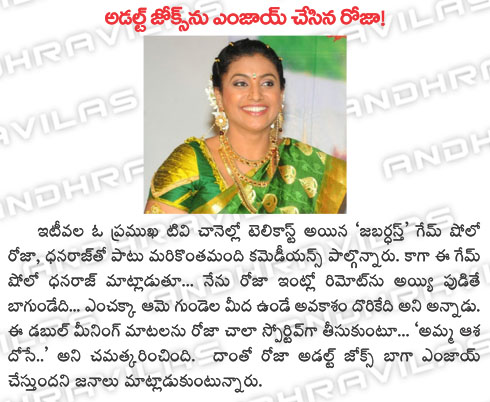 అడల్ట్ జోక్స్‌ను ఎంజాయ్ చేసిన రోజా!
ఇటీవల ఓ ప్రముఖ టివి చానెల్లో టెలికాస్ట్ అయిన ‘జబర్ధస్త్’ గేమ్ షోలో
రోజా, ధనరాజ్‌తో పాటు మరికొంతమంది కమెడీయన్స్ పాల్గొన్నారు. కాగా ఈ గేమ్
షోలో ధనరాజ్ మాట్లాడుతూ... నేను రోజా ఇంట్లో రిమోట్‌ను అయ్యి పుడితే
బాగుండేది... ఎంచక్కా ఆమె గుండెల మీద ఉండే అవకాశం దొరికేది అని అన్నాడు.
ఈ డబుల్ మీనింగ్ మాటలను రోజా చాలా స్పోర్టివ్‌గా తీసుకుంటూ... ‘అమ్మ ఆశ
దోసే..’ అని చమత్కరించింది. దాంతో రోజా అడల్ట్ జోక్స్ బాగా ఎంజాయ్
చేస్తుందని జనాలు మాట్లాడుకుంటున్నారు.
ANDHRAVILAS